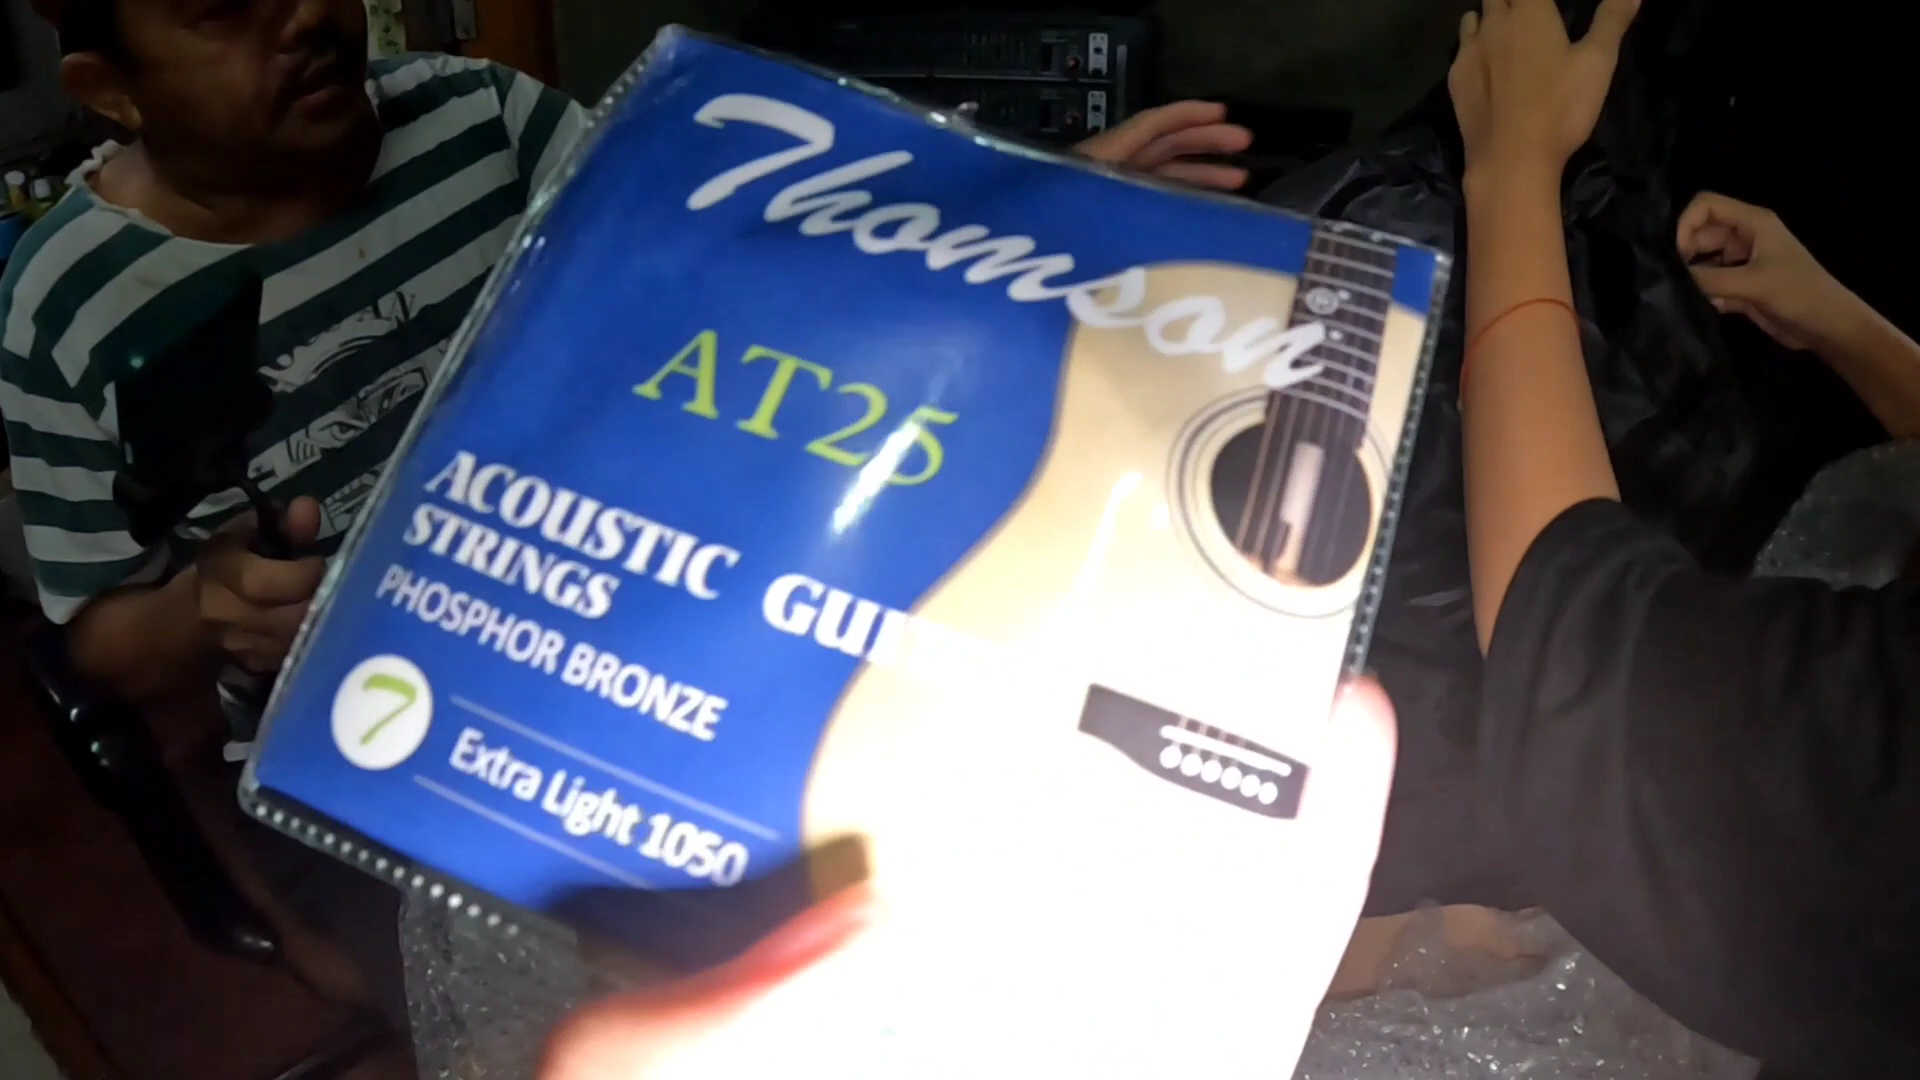 Thomson
AT25
ACOUSTIC
STRINGS
PHOSPHOR BRONZE
7
Extra Light 1050